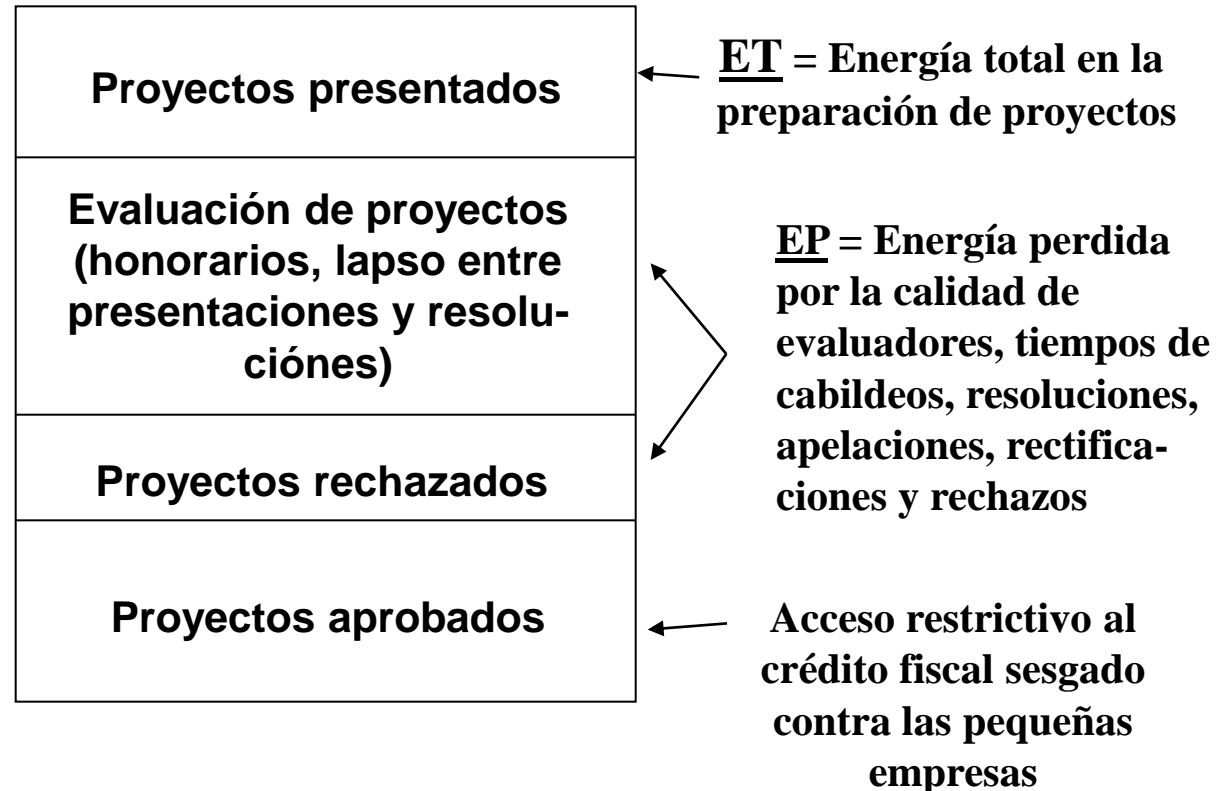 Proyectos presentados
ET = Energía total en la
preparación de proyectos
Evaluación de proyectos
(honorarios, lapso entre
presentaciones y resolu-
ciónes)
EP = Energía perdida
por la calidad de
evaluadores, tiempos de
cabildeos, resoluciones,
apelaciones, rectifica-
ciones y rechazos
Proyectos rechazados
Proyectos aprobados
Acceso restrictivo al
crédito fiscal sesgado
contra las pequeñas
empresas